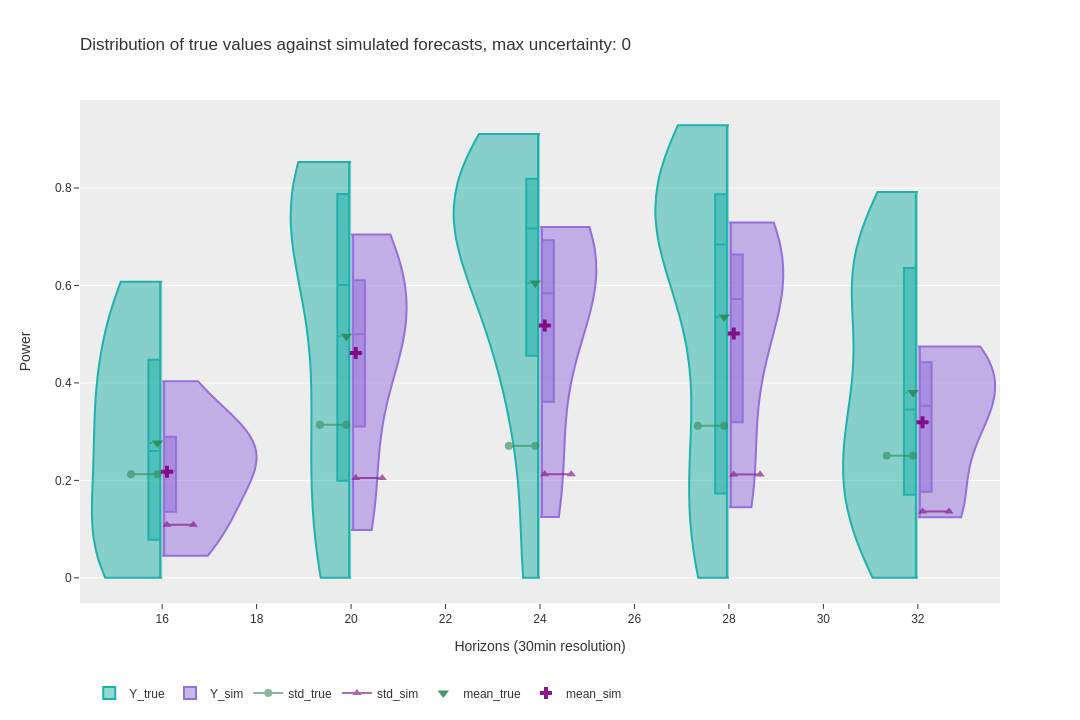 Distribution of true values against simulated forecasts, max uncertainty: 0
0.8
0.6
0.4
0.2
0
Power
16 18 20 22 24 26 28 30 32
Horizons (30min resolution)
Y_true Y_sim std_true std_sim mean_true mean_sim